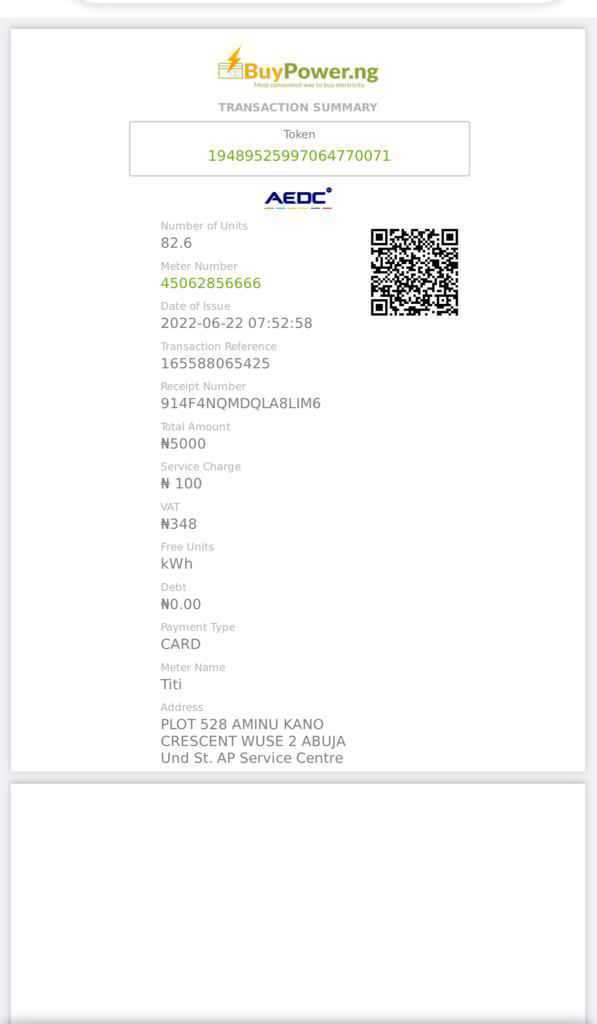 BuyPower.ng
Most convenient way to buy electricity
TRANSACTION SUMMARY
Token
19489525997064770071
AEDC
Number of Units
82.6
Meter Number
45062856666
Date of Issue
2022-06-22 07:52:58
Transaction Reference
165588065425
Receipt Number
914F4NQMDQLA8LIM6
Total Amount
₦5000
Service Charge
₦ 100
VAT
₦348
Free Units
kWh
Debt
₦0.00
Payment Type
CARD
Meter Name
Titi
Address
PLOT 528 AMINU KANO
CRESCENT WUSE 2 ABUJA
Und St. AP Service Centre